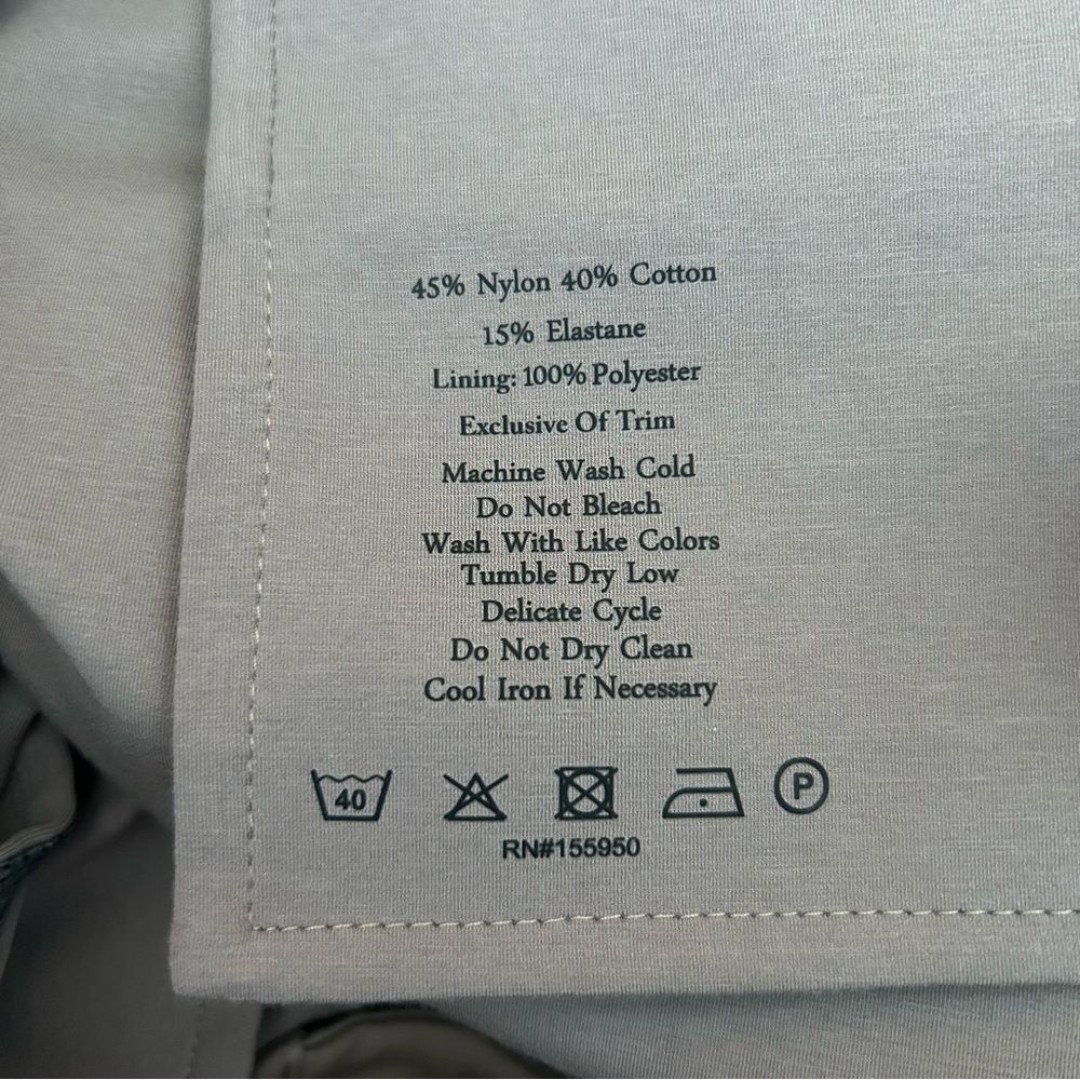 45% Nylon 40% Cotton
15% Elastane
Lining: 100% Polyester
Exclusive Of Trim
Machine Wash Cold
Do Not Bleach
Wash With Like Colors
Tumble Dry Low
Delicate Cycle
Do Not Dry Clean
Cool Iron If Necessary
40 P
RN#155950